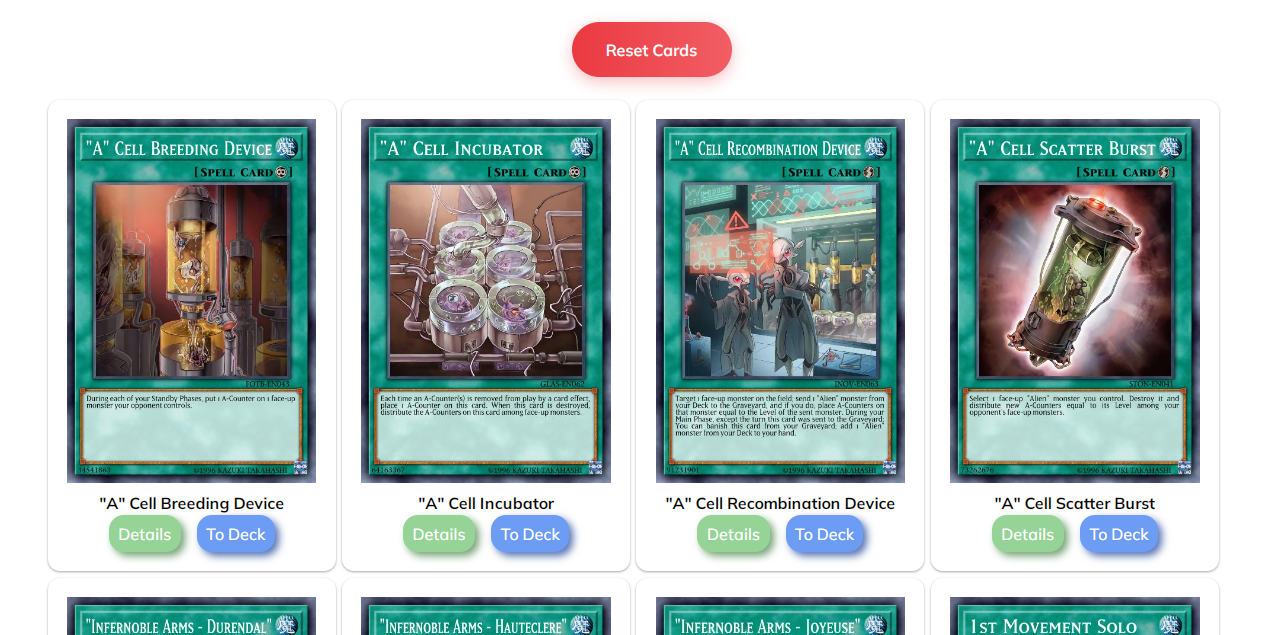 Reset Cards
"A" CELL BREEDING DEVICE
[SPELL CARD]
FOTB-EN043
During each of your Standby Phases, put 1 A-Counter on 1 face-up
monster your opponent controls.
14541862
©1996 KAZUKI TAKAHASHI
"A" Cell Breeding Device
Details
To Deck
"A" CELL INCUBATOR
[SPELL CARD]
GLAS-EN062
Each time an A-Counter(s) is removed from play by a card effect,
place 1 A-Counter on this card. When this card is destroyed,
distribute the A-Counters on this card among face-up monsters.
64163367
©1996 KAZUKI TAKAHASHI
"A" Cell Incubator
Details
To Deck
"A" CELL RECOMBINATION DEVICE
[SPELL CARD]
INOV-EN063
Target 1 face-up monster on the field; send 1 "Alien" monster from
your Deck to the Graveyard, and if you do, place A-Counters on
that monster equal to the Level of the sent monster. During your
Main Phase, except the turn this card was sent to the Graveyard:
You can banish this card from your Graveyard; add 1 "Alien"
monster from your Deck to your hand.
91231901
©1996 KAZUKI TAKAHASHI
"A" Cell Recombination Device
Details
To Deck
"A" CELL SCATTER BURST
[SPELL CARD]
STON-EN041
Select 1 face-up "Alien" monster you control. Destroy it and
distribute new A-Counters equal to its Level among your
opponent's face-up monsters.
73262676
©1996 KAZUKI TAKAHASHI
"A" Cell Scatter Burst
Details
To Deck
"INFERNOBLE ARMS - DURENDAL"
"INFERNOBLE ARMS - HAUTECLERE"
"INFERNOBLE ARMS - JOYEUSE"
1ST MOVEMENT SOLO